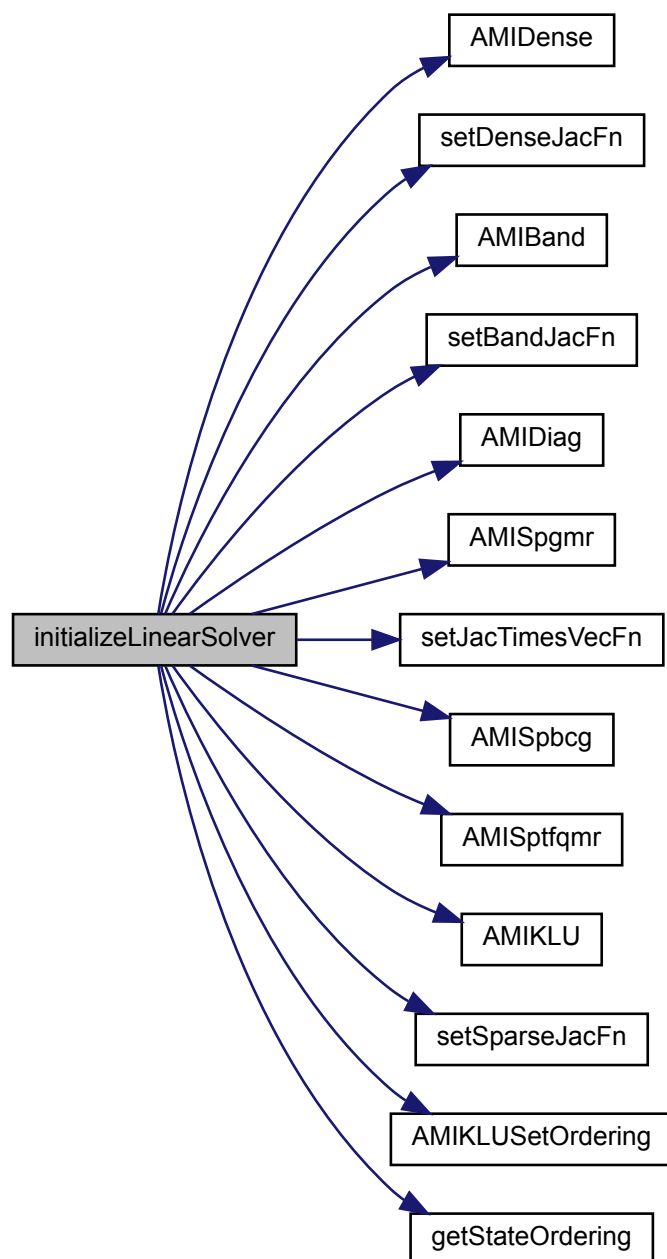 AMIDense
setDenseJacFn
AMIBand
setBandJacFn
AMIDiag
AMISpgmr
initializeLinearSolver
setJacTimesVecFn
AMISpbcg
AMISptfqmr
AMIKLU
setSparseJacFn
AMIKLUSetOrdering
getStateOrdering